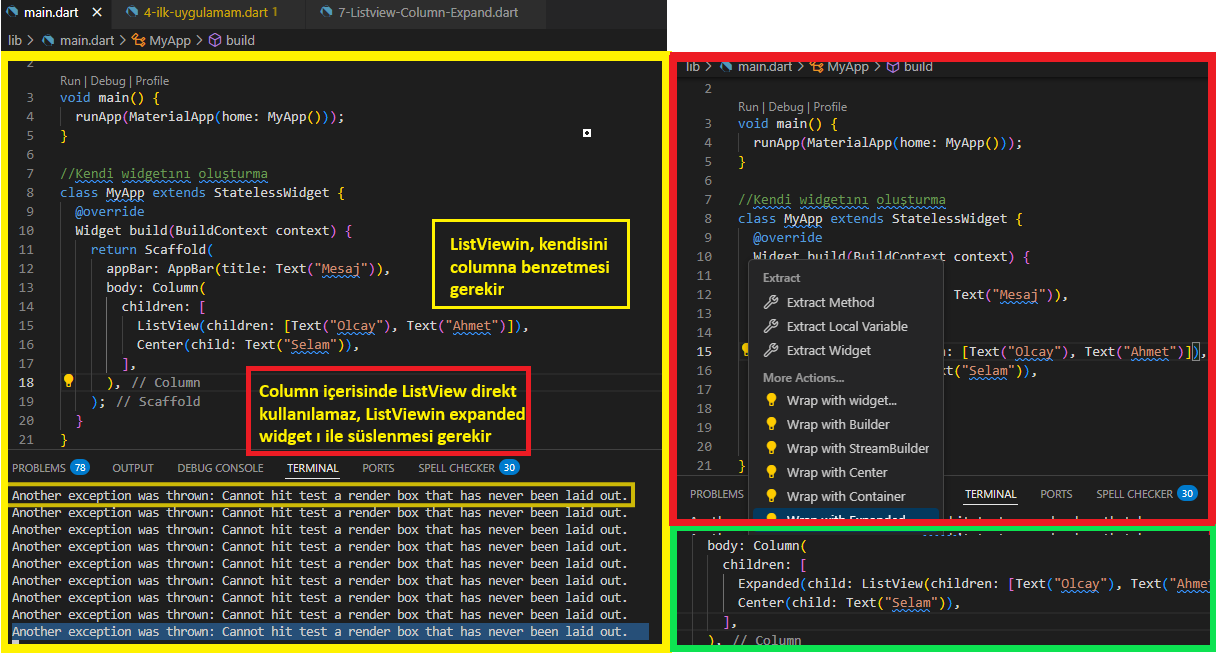 main.dart
4-ilk-uygulamam.dart 1
7-Listview-Column-Expand.dart
lib > main.dart > MyApp > build
2
Run | Debug | Profile
3 void main() {
4 runApp(MaterialApp(home: MyApp()));
5 }
6
7 //Kendi widgetını oluşturma
8 class MyApp extends StatelessWidget {
9 @override
10 Widget build(BuildContext context) {
11 return Scaffold(
12 appBar: AppBar(title: Text("Mesaj")),
13 body: Column(
14 children: [
15 ListView(children: [Text("Olcay"), Text("Ahmet")]),
16 Center(child: Text("Selam")),
17 ],
18 ), // Column
19 ); // Scaffold
20 }
21 }
ListViewin, kendisini
columna benzetmesi
gerekir
Column içerisinde ListView direkt
kullanılamaz, ListViewin expanded
widget ı ile süslenmesi gerekir
PROBLEMS 78 OUTPUT DEBUG CONSOLE TERMINAL PORTS SPELL CHECKER 30
Another exception was thrown: Cannot hit test a render box that has never been laid out.
Another exception was thrown: Cannot hit test a render box that has never been laid out.
Another exception was thrown: Cannot hit test a render box that has never been laid out.
Another exception was thrown: Cannot hit test a render box that has never been laid out.
Another exception was thrown: Cannot hit test a render box that has never been laid out.
Another exception was thrown: Cannot hit test a render box that has never been laid out.
Another exception was thrown: Cannot hit test a render box that has never been laid out.
Another exception was thrown: Cannot hit test a render box that has never been laid out.
Another exception was thrown: Cannot hit test a render box that has never been laid out.
lib > main.dart > MyApp > build
2
Run | Debug | Profile
3 void main() {
4 runApp(MaterialApp(home: MyApp()));
5 }
6
7 //Kendi widgetını oluşturma
8 class MyApp extends StatelessWidget {
9 @override
10 Widget build(BuildContext context) {
11
12 Text("Mesaj")),
13
14
15 : [Text("Olcay"), Text("Ahmet")]),
16 t("Selam")),
17
18
19
20
21 }
Extract
Extract Method
Extract Local Variable
Extract Widget
More Actions...
Wrap with widget...
Wrap with Builder
Wrap with StreamBuilder
Wrap with Center
Wrap with Container
Wrap with Expanded
PROBLEMS TERMINAL PORTS SPELL CHECKER 30
body: Column(
children: [
Expanded(child: ListView(children: [Text("Olcay"), Text("Ahme
Center(child: Text("Selam")),
],
), // Column